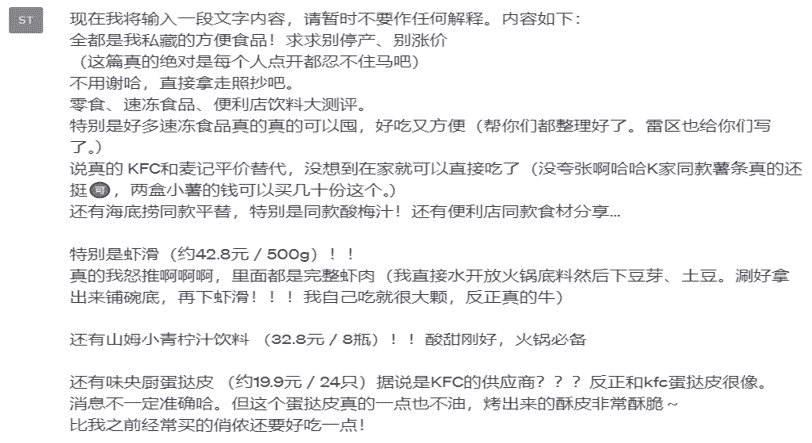 ST
现在我将输入一段文字内容，请暂时不要作任何解释。内容如下：
全都是我私藏的方便食品！求求别停产、别涨价
（这篇真的绝对是每个人点开都忍不住马吧）
不用谢哈，直接拿走照抄吧。
零食、速冻食品、便利店饮料大测评。
特别是好多速冻食品真的真的可以囤，好吃又方便（帮你们都整理好了。雷区也给你们写
了。）
说真的 KFC和麦记平价替代，没想到在家就可以直接吃了（没夸张啊哈哈K家同款薯条真的还
挺㊢，两盒小薯的钱可以买几十份这个。）
还有海底捞同款平替，特别是同款酸梅汁！还有便利店同款食材分享...
特别是虾滑（约42.8元 / 500g）！！
真的我怒推啊啊啊，里面都是完整虾肉（我直接水开放火锅底料然后下豆芽、土豆。涮好拿
出来铺碗底，再下虾滑！！！我自己吃就很大颗，反正真的牛）
还有山姆小青柠汁饮料 （32.8元 / 8瓶）！！酸甜刚好，火锅必备
还有味央厨蛋挞皮 （约19.9元 / 24只）据说是KFC的供应商？？？反正和kfc蛋挞皮很像。
消息不一定准确哈。但这个蛋挞皮真的一点也不油，烤出来的酥皮非常酥脆～
比我之前经常买的俏侬还要好吃一点！